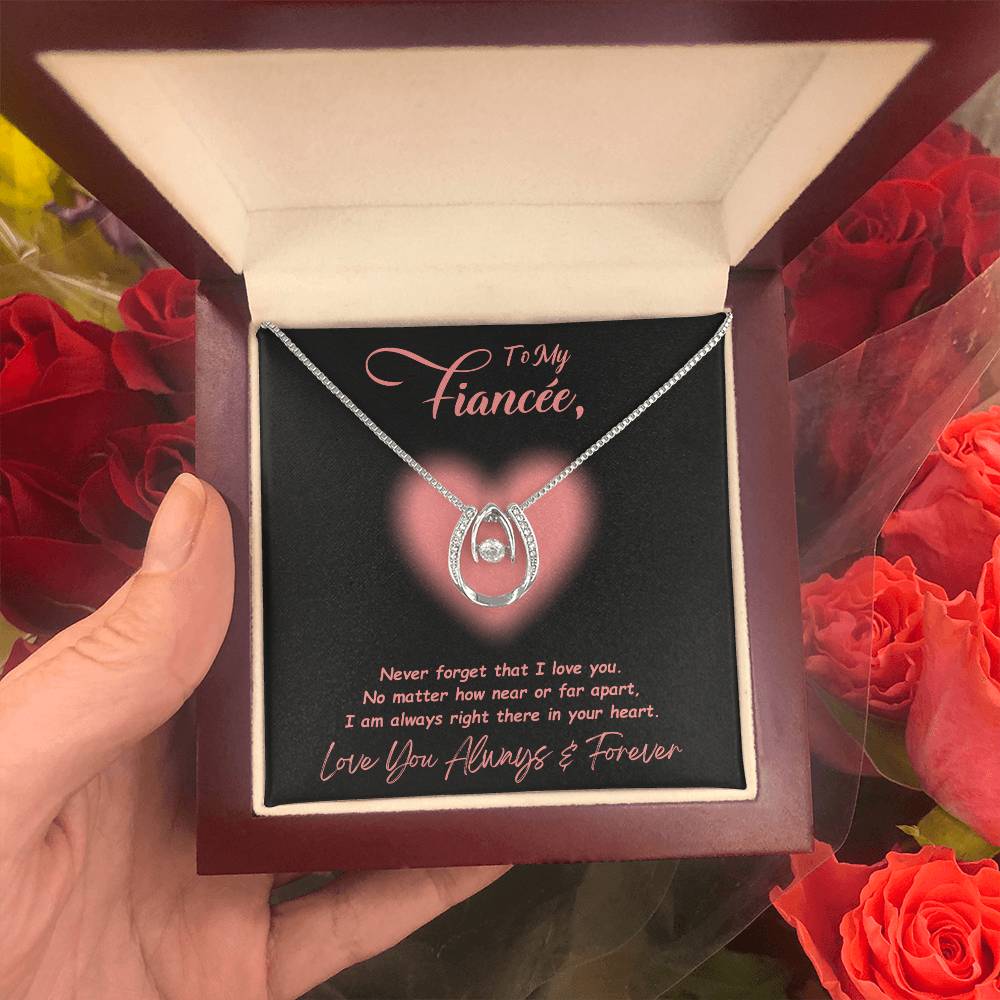 To My
Fiancée,
Never forget that I love you.
No matter how near or far apart,
I am always right there in your heart.
Love You Always & Forever